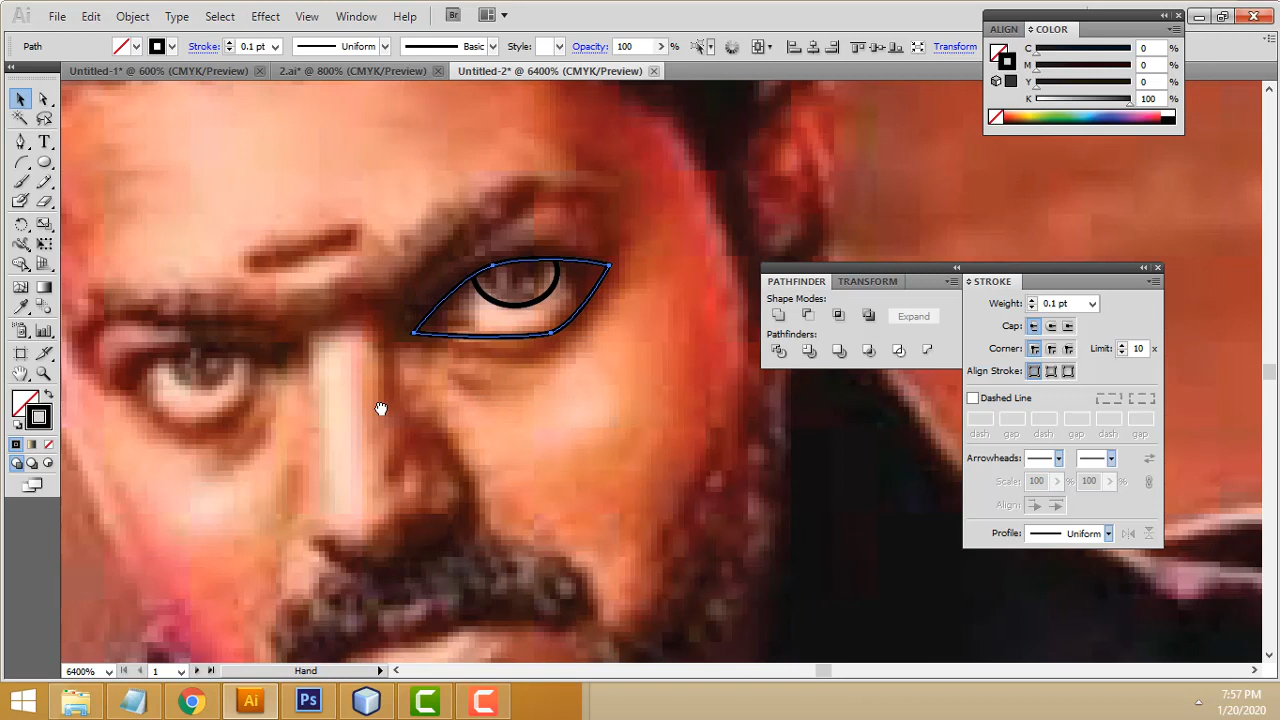 Ai File Edit Object Type Select Effect View Window Help Br
Path Stroke: 0.1 pt Uniform Basic Style: Opacity: 100 % Transform
Untitled-1* @ 600% (CMYK/Preview) 2.ai* @ 800% (CMYK/Preview) Untitled-2* @ 6400% (CMYK/Preview)
ALIGN COLOR
C 0 %
M 0 %
Y 0 %
K 100 %
PATHFINDER TRANSFORM
Shape Modes:
Expand
Pathfinders:
STROKE
Weight: 0.1 pt
Cap:
Corner: Limit: 10 x
Align Stroke:
Dashed Line
dash gap dash gap dash gap
Arrowheads:
Scale: 100 % 100 %
Align:
Profile: Uniform
6400% 1 Hand
Ai Ps C C
7:57 PM
1/20/2020